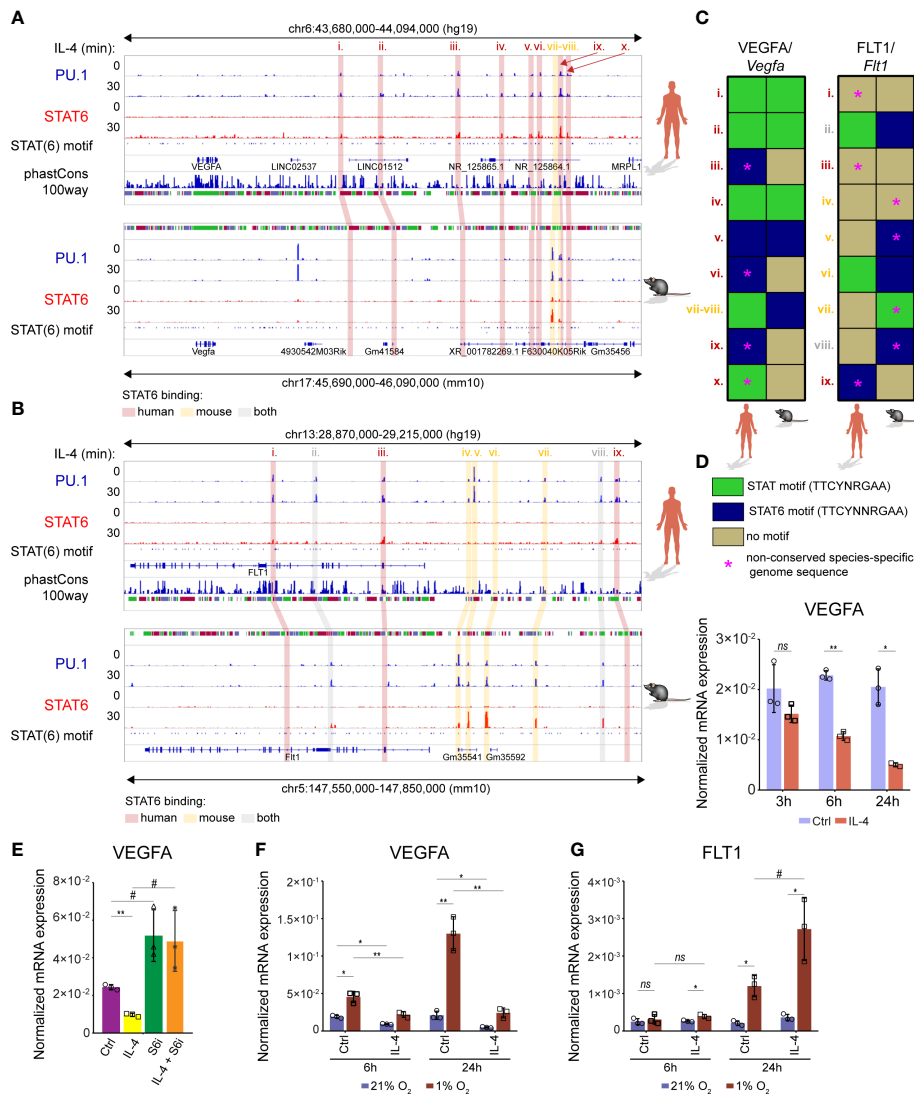 A
chr6:43,680,000-44,094,000 (hg19)
IL-4 (min):
i. ii. iii. iv. v. vi. vii-viii. ix. x.
PU.1
0
30
STAT6
0
30
STAT(6) motif
VEGFA LINC02537 LINC01512 NR_125865.1 NR_125864.1 MRPL1
phastCons
100way
PU.1
0
30
STAT6
0
30
STAT(6) motif
Vegfa 4930542M03Rik Gm41584 XR_001782269.1 F630040K05Rik Gm35456
chr17:45,690,000-46,090,000 (mm10)
STAT6 binding:
human mouse both
B
chr13:28,870,000-29,215,000 (hg19)
IL-4 (min):
i. ii. iii. iv. v. vi. vii. viii. ix.
PU.1
0
30
STAT6
0
30
STAT(6) motif
FLT1
phastCons
100way
PU.1
0
30
STAT6
0
30
STAT(6) motif
Flt1 Gm35541 Gm35592
chr5:147,550,000-147,850,000 (mm10)
STAT6 binding:
human mouse both
C
VEGFA/
Vegfa
FLT1/
Flt1
i. * i. *
ii. ii.
iii. * iii. *
iv. iv. *
v. v. *
vi. * vi.
vii-viii. vii. *
ix. * viii. *
x. * ix. *
STAT motif (TTCYNRGAA)
STAT6 motif (TTCYNNRGAA)
no motif
* non-conserved species-specific
genome sequence
D
VEGFA
Normalized mRNA expression
3×10-2
2×10-2
1×10-2
0
ns ** *
3h 6h 24h
Ctrl IL-4
E
VEGFA
Normalized mRNA expression
8×10-2
6×10-2
4×10-2
2×10-2
0
#
#
**
Ctrl IL-4 S6i IL-4 + S6i
F
VEGFA
Normalized mRNA expression
2×10-1
1×10-1
5×10-2
0
* ** * * ** **
Ctrl IL-4 Ctrl IL-4
6h 24h
21% O2 1% O2
G
FLT1
Normalized mRNA expression
4×10-3
3×10-3
2×10-3
1×10-3
0
ns ns * * # *
Ctrl IL-4 Ctrl IL-4
6h 24h
21% O2 1% O2